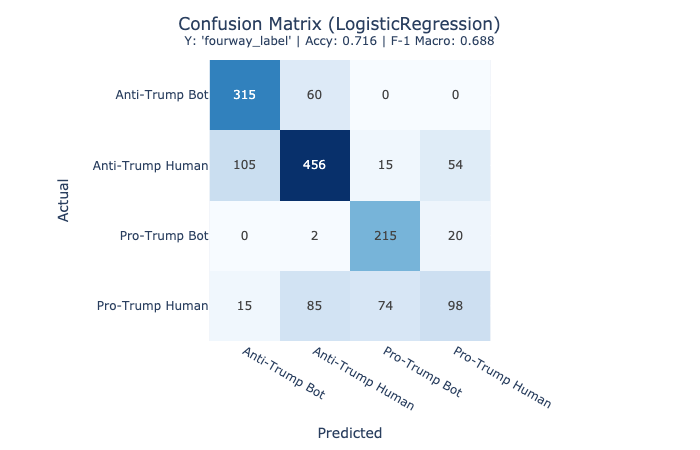 Confusion Matrix (LogisticRegression)
Y: 'fourway_label' | Accy: 0.716 | F-1 Macro: 0.688
Actual
Anti-Trump Bot 315 60 0 0
Anti-Trump Human 105 456 15 54
Pro-Trump Bot 0 2 215 20
Pro-Trump Human 15 85 74 98
Anti-Trump Bot Anti-Trump Human Pro-Trump Bot Pro-Trump Human
Predicted